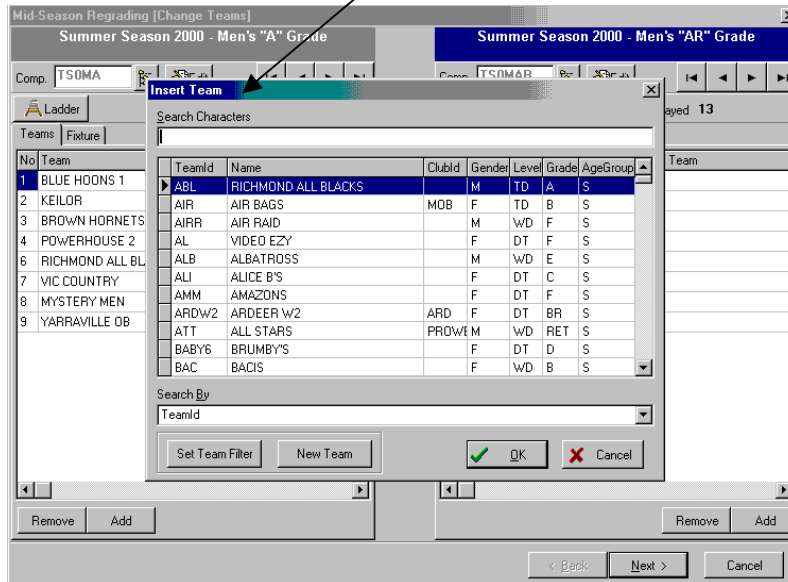 Mid-Season Regrading [Change Teams]
Summer Season 2000 - Men's "A" Grade
Summer Season 2000 - Men's "AR" Grade
Comp. TSOMA
Comp. TSOMAR
Ladder
ayed 13
Teams Fixture
No Team
1 BLUE HOONS 1
2 KEILOR
3 BROWN HORNETS
4 POWERHOUSE 2
6 RICHMOND ALL BL
7 VIC COUNTRY
8 MYSTERY MEN
9 YARRAVILLE OB
Team
Insert Team
Search Characters
TeamId Name ClubId Gender Level Grade AgeGroup
ABL RICHMOND ALL BLACKS M TD A S
AIR AIR BAGS MOB F TD B S
AIRR AIR RAID M WD F S
AL VIDEO EZY F DT F S
ALB ALBATROSS M WD E S
ALI ALICE B'S F DT C S
AMM AMAZONS F DT F S
ARDW2 ARDEER W2 ARD F DT BR S
ATT ALL STARS PROWE M WD RET S
BABY6 BRUMBY'S F DT D S
BAC BACIS F WD B S
Search By
TeamId
Set Team Filter New Team OK Cancel
Remove Add
Remove Add
< Back Next > Cancel